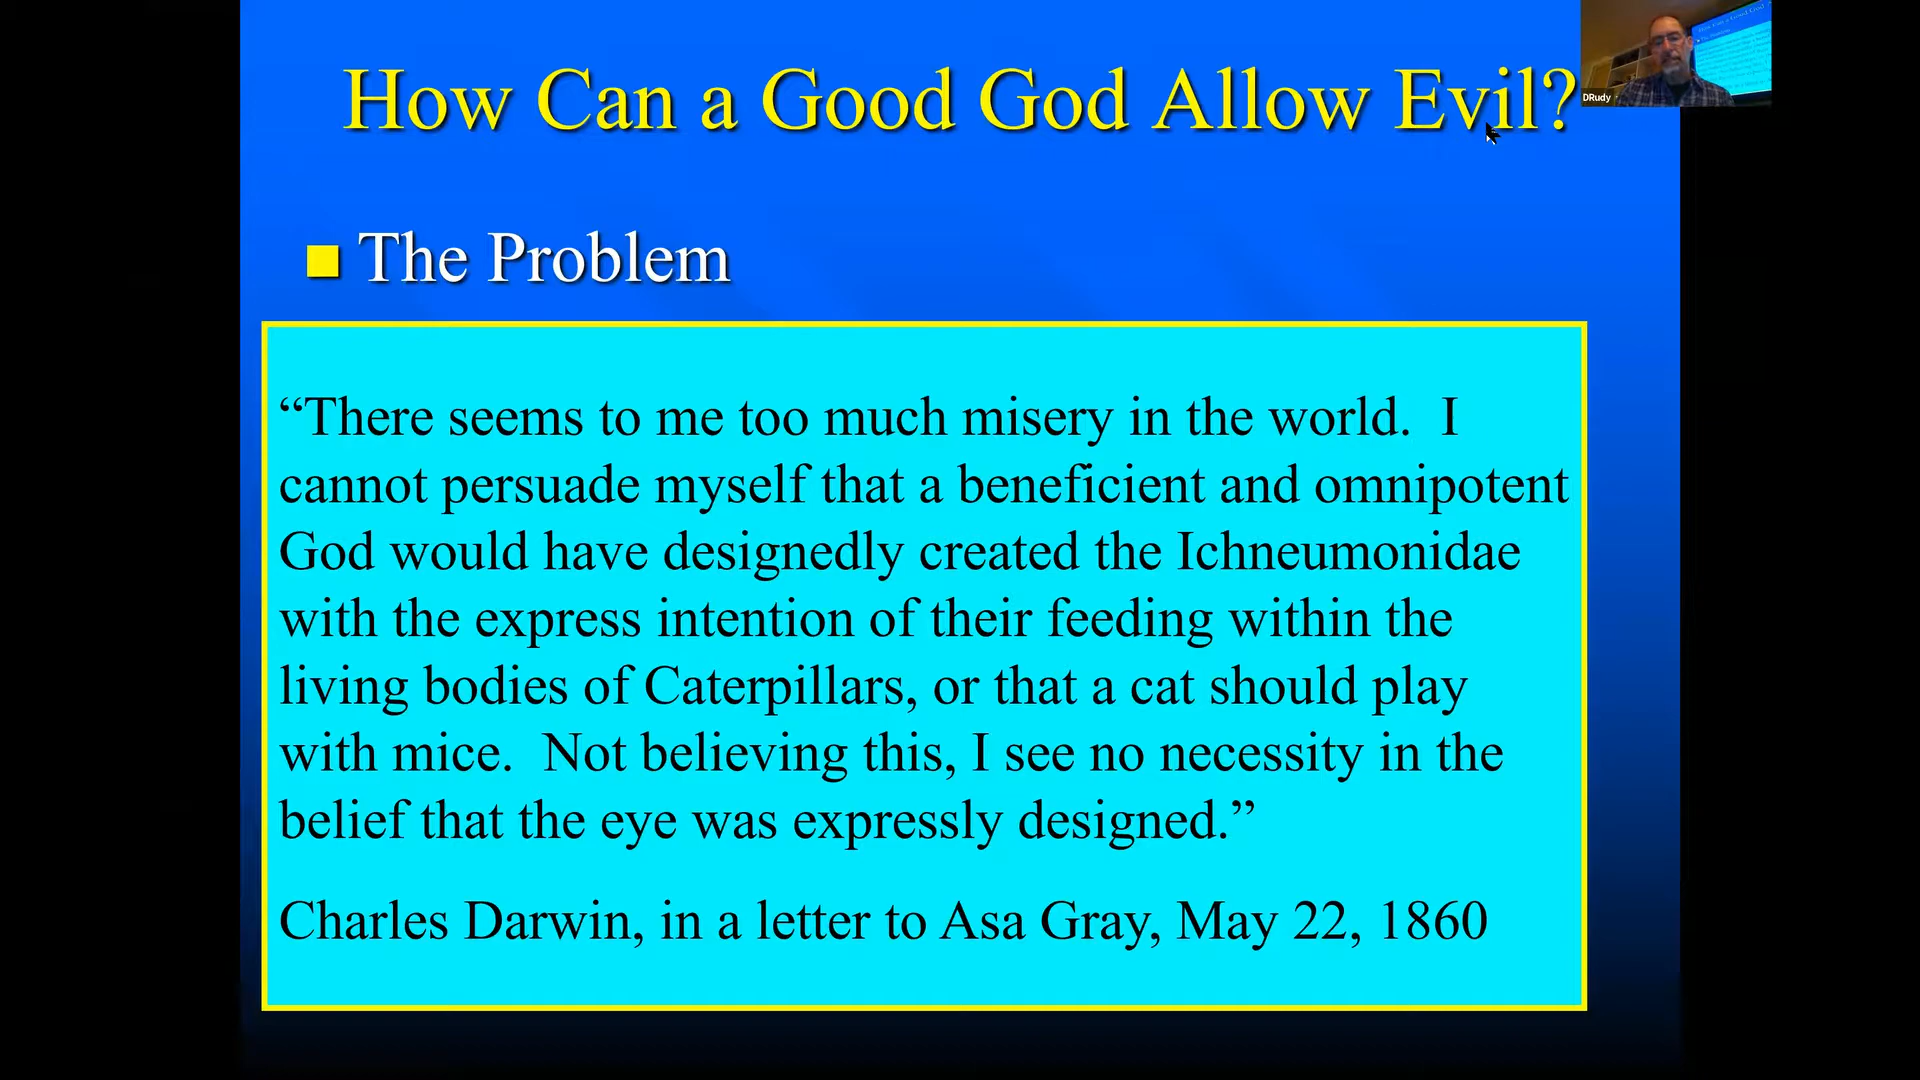 How Can a Good God Allow Evil?
DRudy
The Problem
“There seems to me too much misery in the world.  I
cannot persuade myself that a beneficient and omnipotent
God would have designedly created the Ichneumonidae
with the express intention of their feeding within the
living bodies of Caterpillars, or that a cat should play
with mice.  Not believing this, I see no necessity in the
belief that the eye was expressly designed.”
Charles Darwin, in a letter to Asa Gray, May 22, 1860